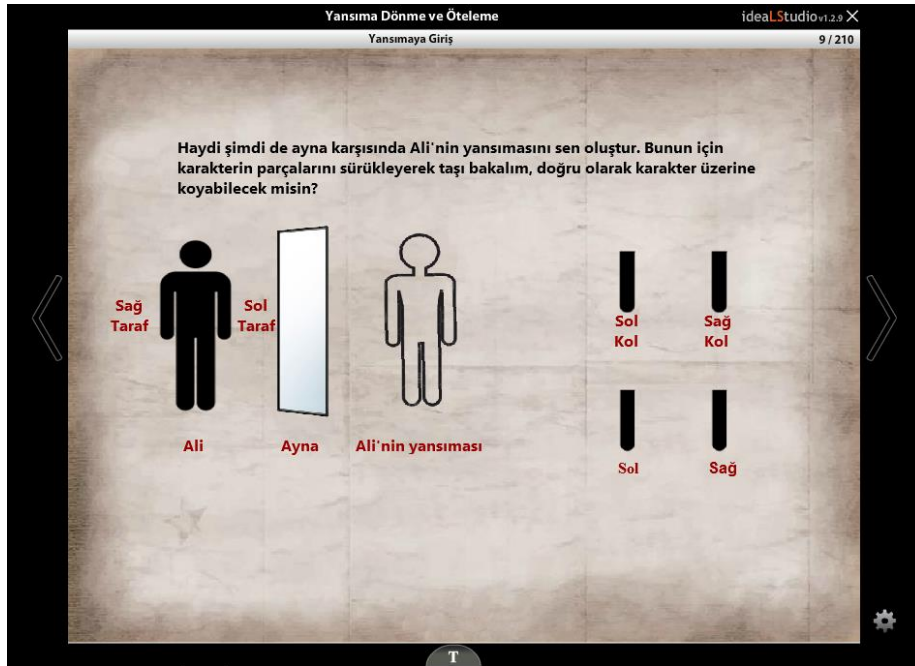 Yansıma Dönme ve Öteleme
ideaLStudiov1.2.9 X
Yansımaya Giriş
9 / 210
Haydi şimdi de ayna karşısında Ali'nin yansımasını sen oluştur. Bunun için
karakterin parçalarını sürükleyerek taşı bakalım, doğru olarak karakter üzerine
koyabilecek misin?
Sağ
Taraf
Sol
Taraf
Sol
Kol
Sağ
Kol
Ali
Ayna
Ali'nin yansıması
Sol
Sağ
T